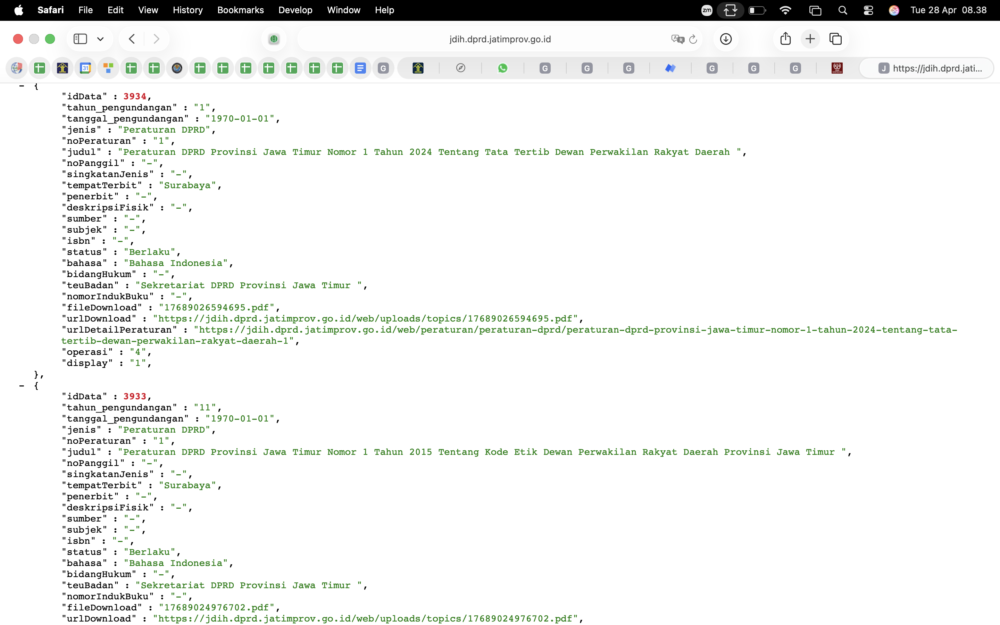 Safari File Edit View History Bookmarks Develop Window Help zm Tue 28 Apr 08.38
jdih.dprd.jatimprov.go.id
31 G G G G G G G J https://jdih.dprd.jati...
- {
"idData" : 3934,
"tahun_pengundangan" : "1",
"tanggal_pengundangan" : "1970-01-01",
"jenis" : "Peraturan DPRD",
"noPeraturan" : "1",
"judul" : "Peraturan DPRD Provinsi Jawa Timur Nomor 1 Tahun 2024 Tentang Tata Tertib Dewan Perwakilan Rakyat Daerah ",
"noPanggil" : "-",
"singkatanJenis" : "-",
"tempatTerbit" : "Surabaya",
"penerbit" : "-",
"deskripsiFisik" : "-",
"sumber" : "-",
"subjek" : "-",
"isbn" : "-",
"status" : "Berlaku",
"bahasa" : "Bahasa Indonesia",
"bidangHukum" : "-",
"teuBadan" : "Sekretariat DPRD Provinsi Jawa Timur ",
"nomorIndukBuku" : "-",
"fileDownload" : "17689026594695.pdf",
"urlDownload" : "https://jdih.dprd.jatimprov.go.id/web/uploads/topics/17689026594695.pdf",
"urlDetailPeraturan" : "https://jdih.dprd.jatimprov.go.id/web/peraturan/peraturan-dprd/peraturan-dprd-provinsi-jawa-timur-nomor-1-tahun-2024-tentang-tata-
tertib-dewan-perwakilan-rakyat-daerah-1",
"operasi" : "4",
"display" : "1",
},
- {
"idData" : 3933,
"tahun_pengundangan" : "11",
"tanggal_pengundangan" : "1970-01-01",
"jenis" : "Peraturan DPRD",
"noPeraturan" : "1",
"judul" : "Peraturan DPRD Provinsi Jawa Timur Nomor 1 Tahun 2015 Tentang Kode Etik Dewan Perwakilan Rakyat Daerah Provinsi Jawa Timur ",
"noPanggil" : "-",
"singkatanJenis" : "-",
"tempatTerbit" : "Surabaya",
"penerbit" : "-",
"deskripsiFisik" : "-",
"sumber" : "-",
"subjek" : "-",
"isbn" : "-",
"status" : "Berlaku",
"bahasa" : "Bahasa Indonesia",
"bidangHukum" : "-",
"teuBadan" : "Sekretariat DPRD Provinsi Jawa Timur ",
"nomorIndukBuku" : "-",
"fileDownload" : "17689024976702.pdf",
"urlDownload" : "https://jdih.dprd.jatimprov.go.id/web/uploads/topics/17689024976702.pdf",